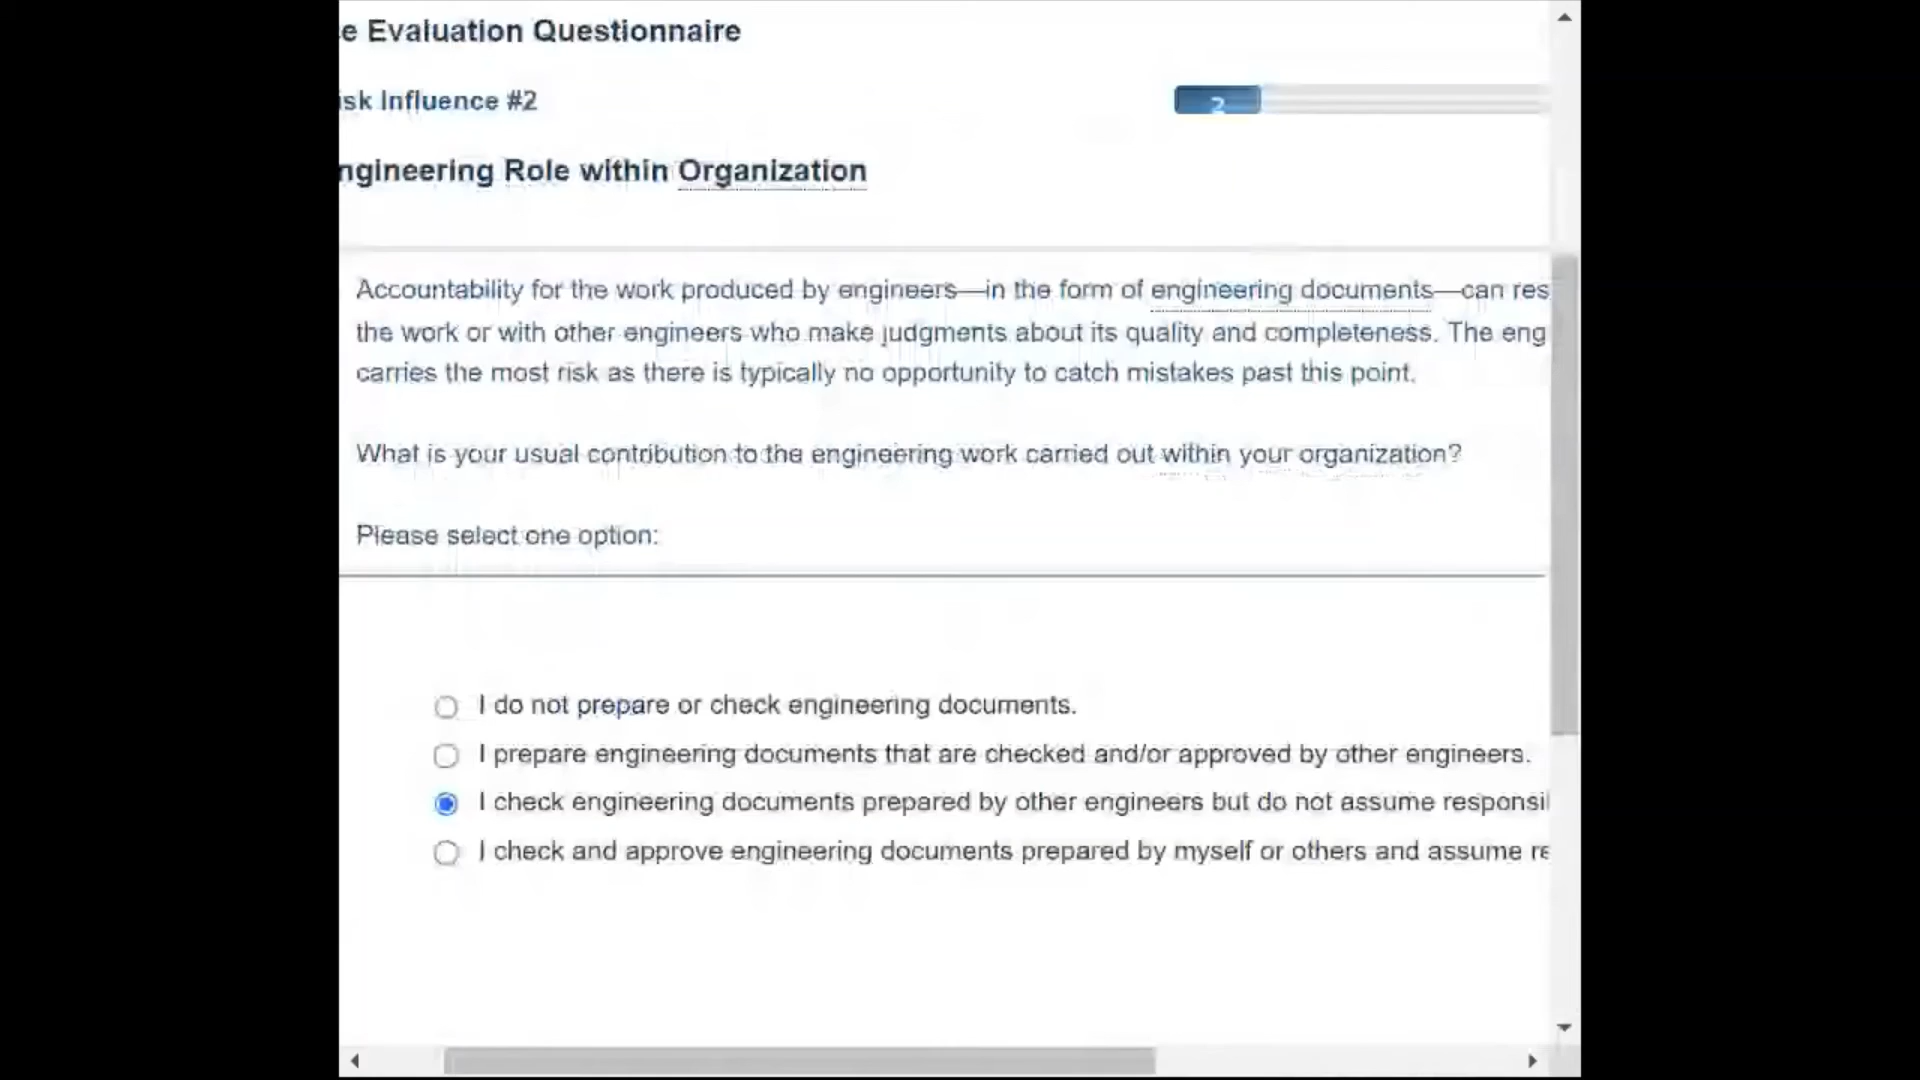 e Evaluation Questionnaire
isk Influence #2
2
ngineering Role within Organization
Accountability for the work produced by engineers—in the form of engineering documents—can res
the work or with other engineers who make judgments about its quality and completeness. The eng
carries the most risk as there is typically no opportunity to catch mistakes past this point.
What is your usual contribution to the engineering work carried out within your organization?
Please select one option:
I do not prepare or check engineering documents.
I prepare engineering documents that are checked and/or approved by other engineers.
I check engineering documents prepared by other engineers but do not assume responsi
I check and approve engineering documents prepared by myself or others and assume re